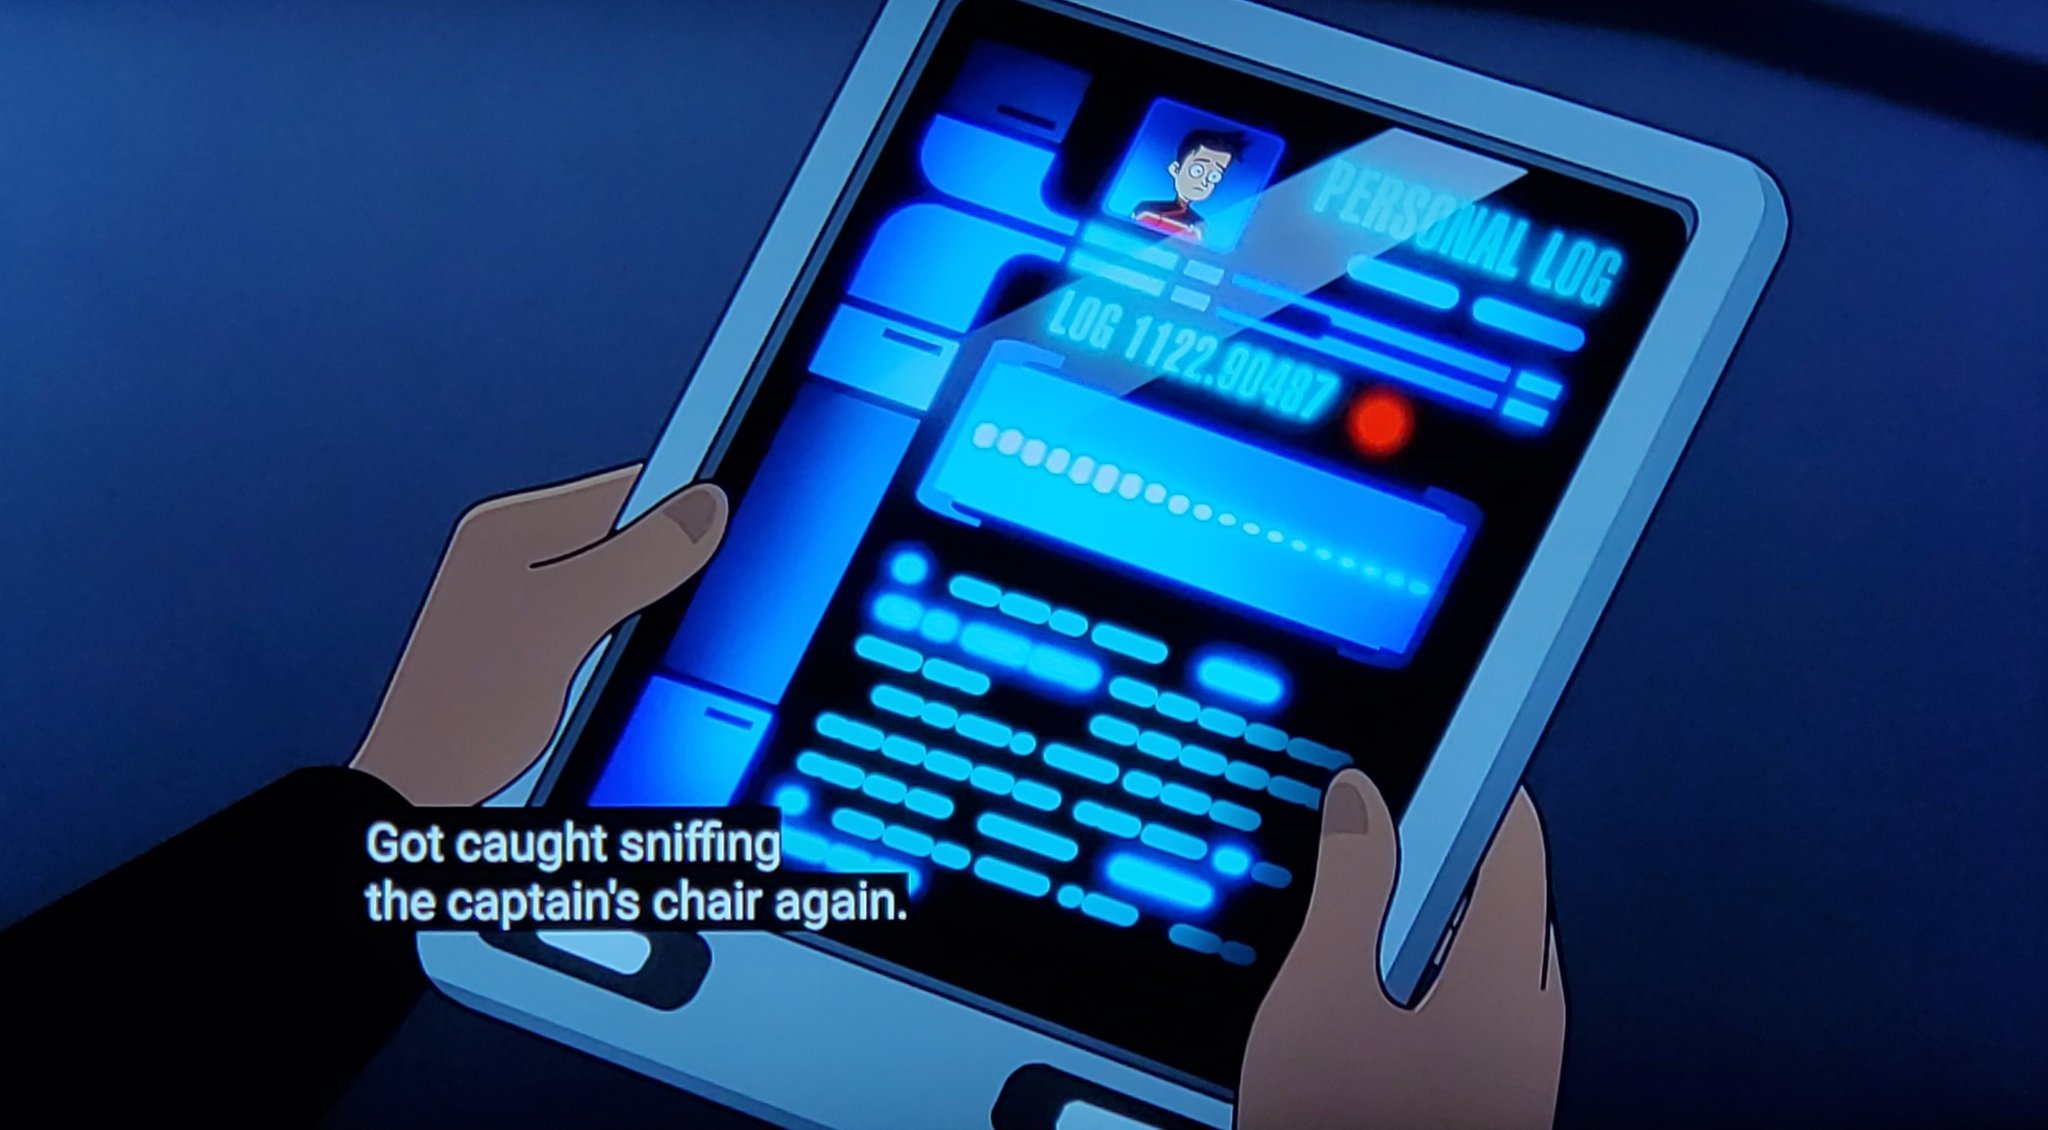 PERSONAL LOG
LOG 1122.90487
Got caught sniffing
the captain's chair again.